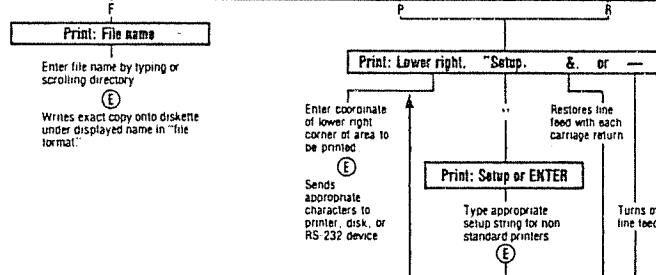 F
P
R
Print: File name
Enter file name by typing or
scrolling directory
E
Writes exact copy onto diskette
under displayed name in "file
format."
Print: Lower right, "Setup, &, or —
Enter coordinate
of lower right
corner of area to
be printed
E
Sends
appropriate
characters to
printer, disk, or
RS-232 device
"
Print: Setup or ENTER
Type appropriate
setup string for non
standard printers
E
Restores line
feed with each
carriage return
Turns
line feed